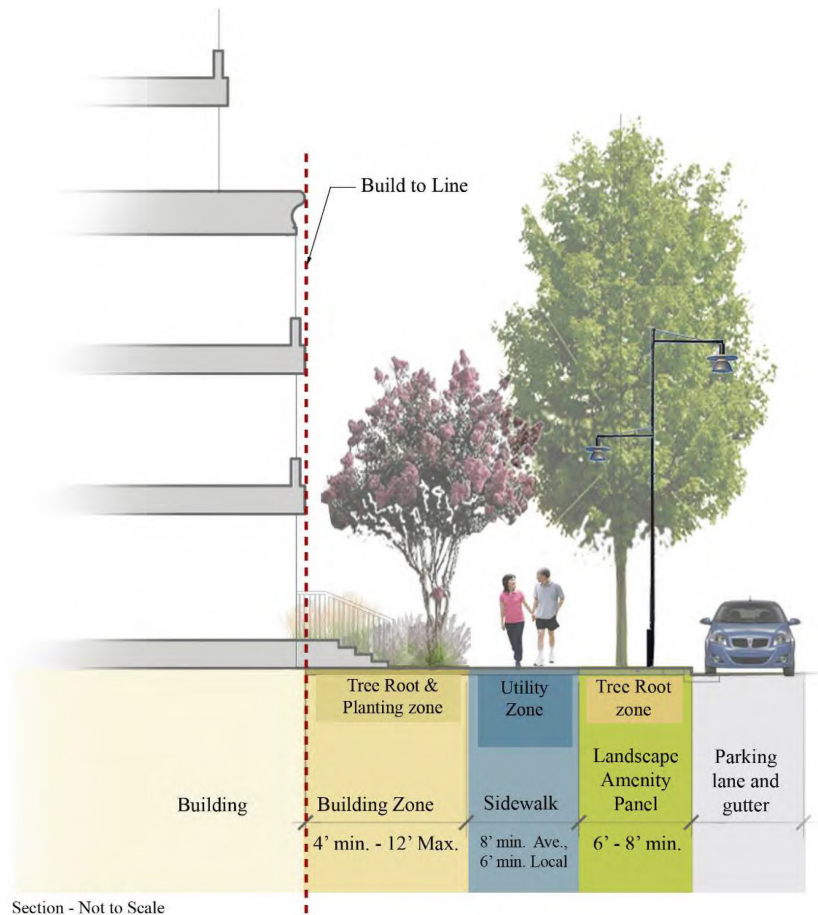 Build to Line
Tree Root &
Planting zone
Utility
Zone
Tree Root
zone
Building
Building Zone
Sidewalk
Landscape
Amenity
Panel
Parking
lane and
gutter
4’ min. - 12’ Max.
8’ min. Ave.,
6’ min. Local
6’ - 8’ min.
Section - Not to Scale